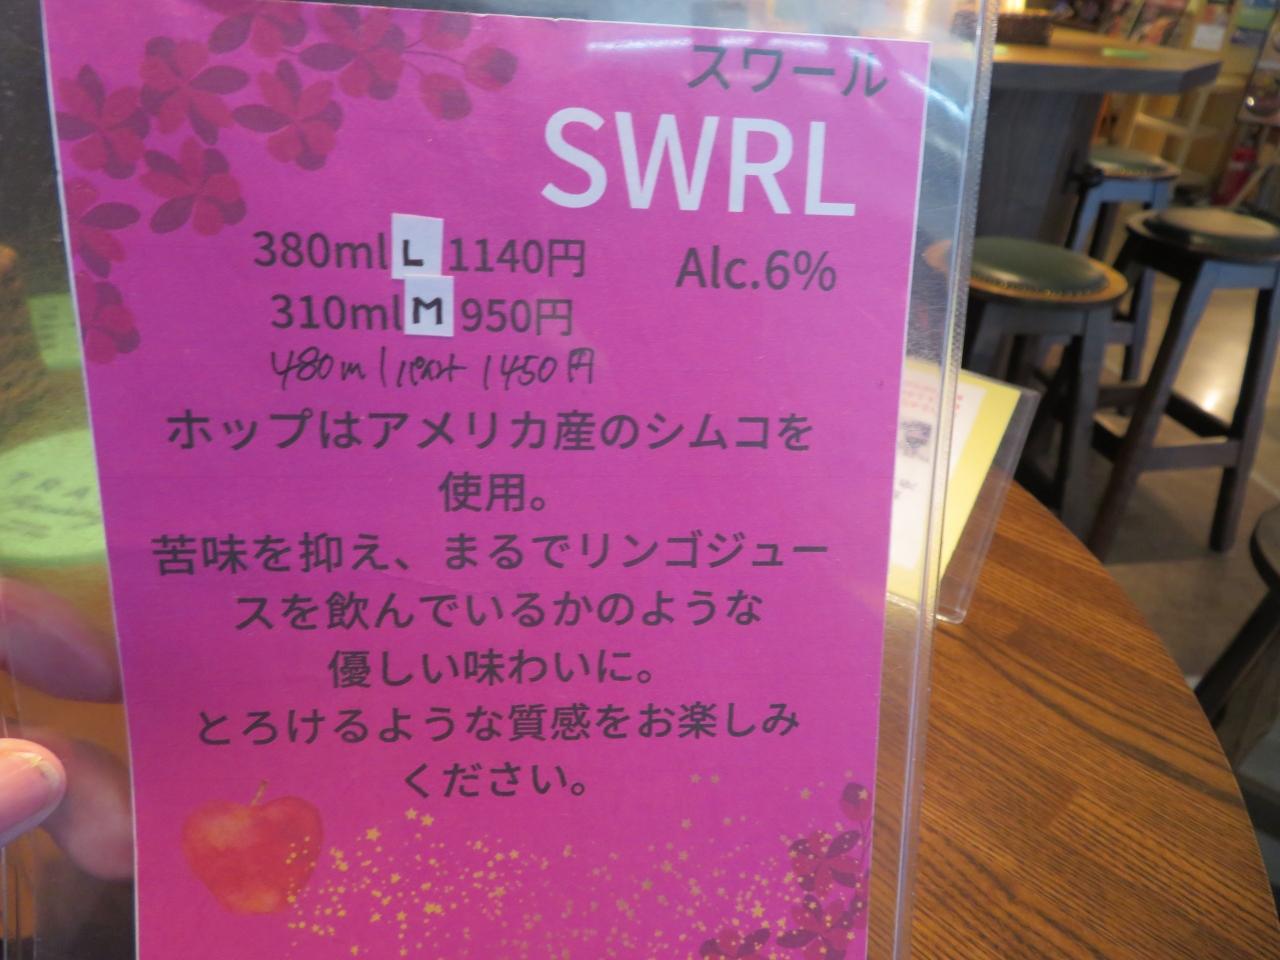 スワール
SWRL
380ml L 1140円
Alc.6%
310ml M 950円
480ml パイント 1450円
ホップはアメリカ産のシムコを
使用。
苦味を抑え、まるでリンゴジュー
スを飲んでいるかのような
優しい味わいに。
とろけるような質感をお楽しみ
ください。